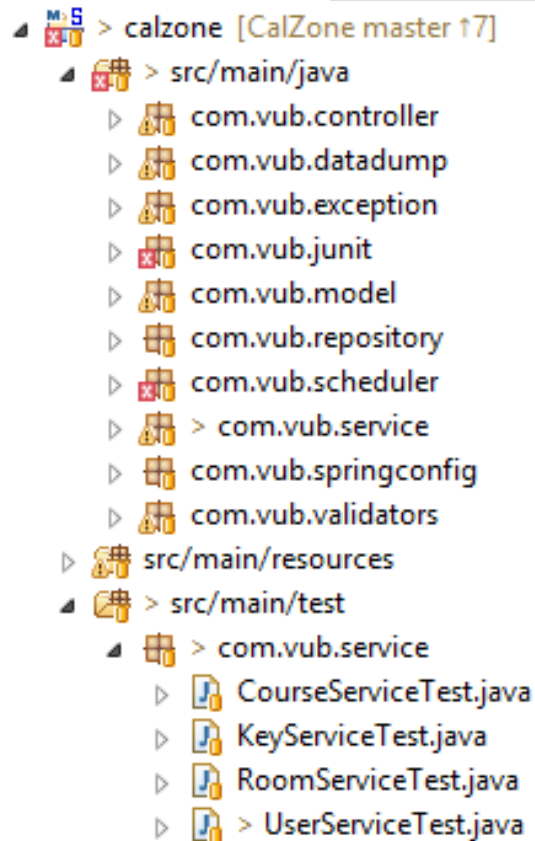 > calzone [CalZone master ↑7]
> src/main/java
com.vub.controller
com.vub.datadump
com.vub.exception
com.vub.junit
com.vub.model
com.vub.repository
com.vub.scheduler
> com.vub.service
com.vub.springconfig
com.vub.validators
src/main/resources
> src/main/test
> com.vub.service
CourseServiceTest.java
KeyServiceTest.java
RoomServiceTest.java
> UserServiceTest.java